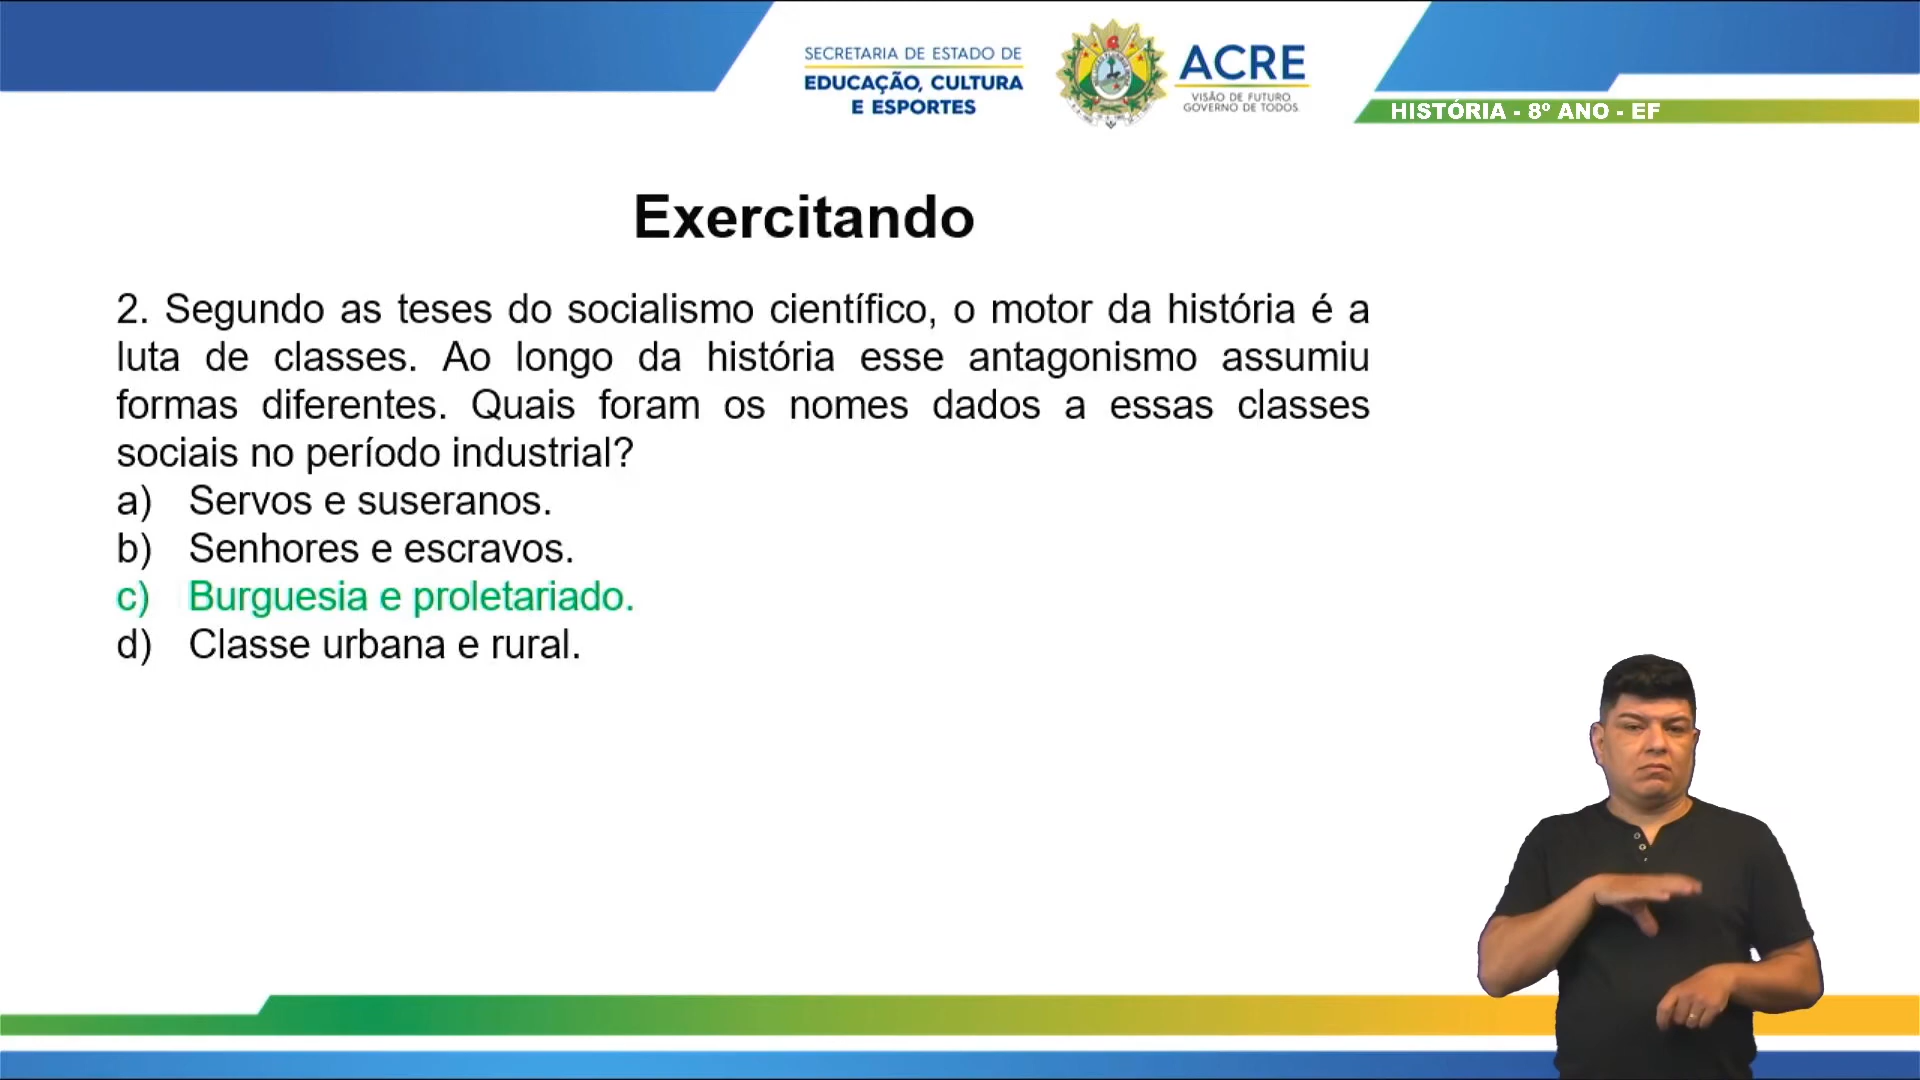 SECRETARIA DE ESTADO DE
EDUCAÇÃO, CULTURA
E ESPORTES
ACRE
VISÃO DE FUTURO
GOVERNO DE TODOS
HISTÓRIA - 8º ANO - EF
Exercitando
2. Segundo as teses do socialismo científico, o motor da história é a
luta de classes. Ao longo da história esse antagonismo assumiu
formas diferentes. Quais foram os nomes dados a essas classes
sociais no período industrial?
a) Servos e suseranos.
b) Senhores e escravos.
c) Burguesia e proletariado.
d) Classe urbana e rural.